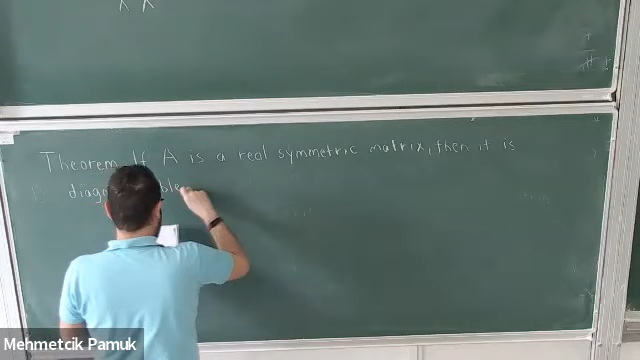 Theorem If A is a real symmetric matrix, then it is
Mehmetcik Pamuk